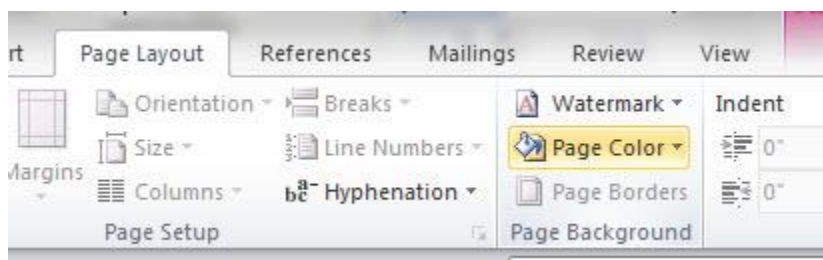 rt Page Layout References Mailings Review View
Orientation Breaks Watermark Indent
Size Line Numbers Page Color 0"
Margins
Columns bc a- Hyphenation Page Borders 0"
Page Setup Page Background